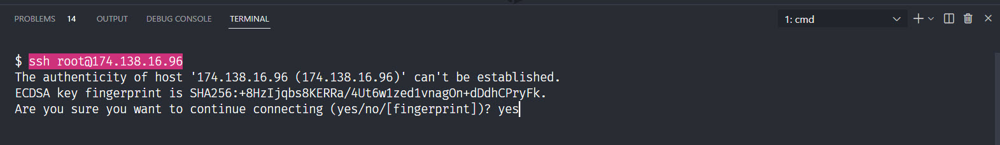 PROBLEMS 14 OUTPUT DEBUG CONSOLE TERMINAL 1: cmd
$ ssh root@174.138.16.96
The authenticity of host '174.138.16.96 (174.138.16.96)' can't be established.
ECDSA key fingerprint is SHA256:+8HzIjqbs8KERRa/4Ut6w1zed1vnagOn+dDdhCPryFk.
Are you sure you want to continue connecting (yes/no/[fingerprint])? yes